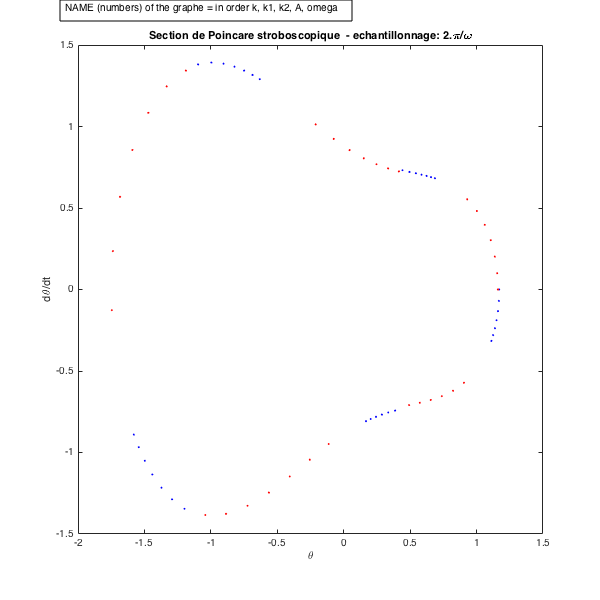 NAME (numbers) of the graphe = in order k, k1, k2, A, omega
Section de Poincare stroboscopique - echantillonnage: 2.π/ω
1.5
1
0.5
0
-0.5
-1
-1.5
dθ/dt
-2 -1.5 -1 -0.5 0 0.5 1 1.5
θ